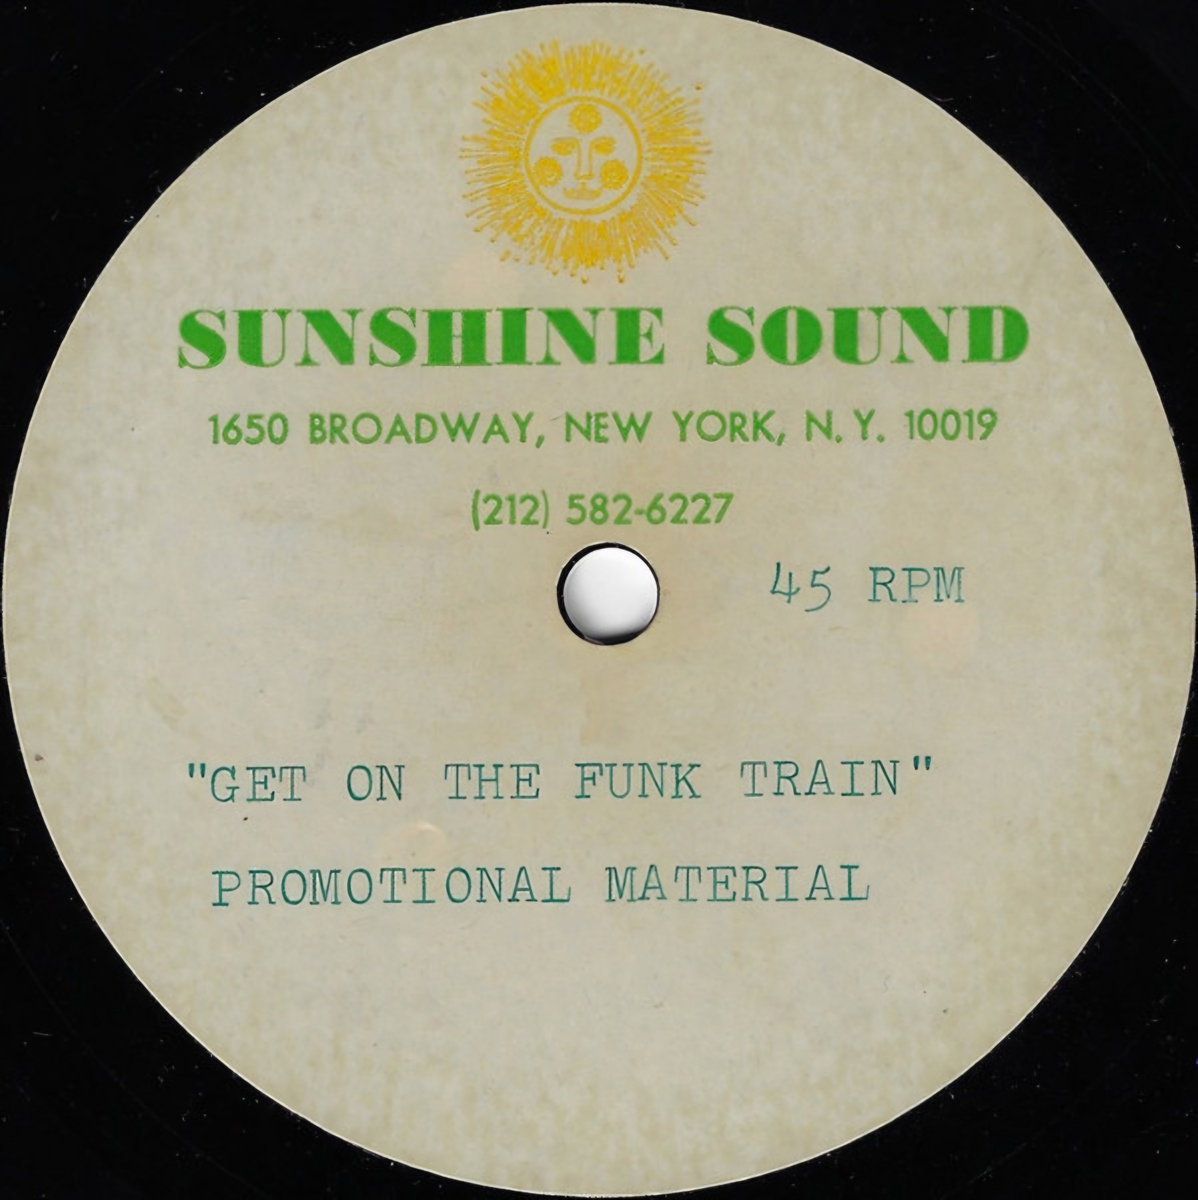 SUNSHINE SOUND
1650 BROADWAY, NEW YORK, N. Y. 10019
(212) 582-6227
45 RPM
"GET ON THE FUNK TRAIN"
PROMOTIONAL MATERIAL